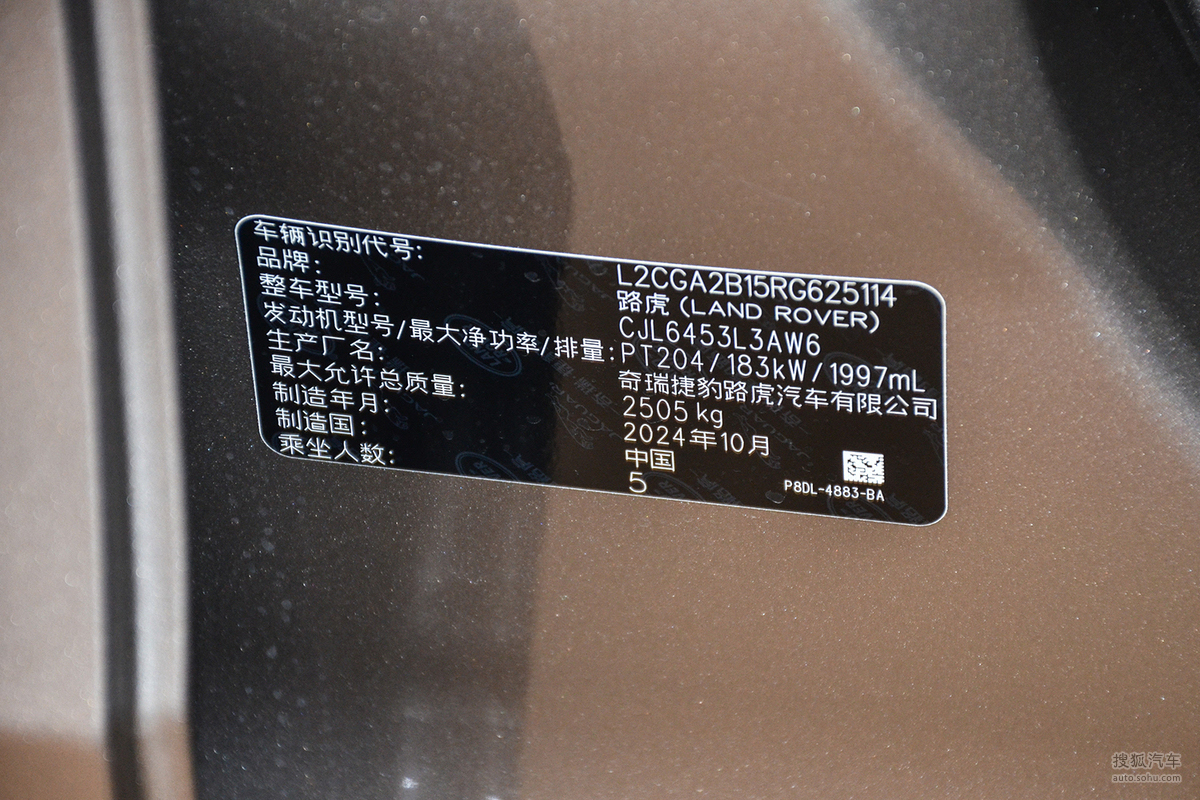 车辆识别代号: L2CGA2B15RG625114
品牌: 路虎 (LAND ROVER)
整车型号: CJL6453L3AW6
发动机型号/最大净功率/排量: PT204/183kW/1997mL
生产厂名: 奇瑞捷豹路虎汽车有限公司
最大允许总质量: 2505 kg
制造年月: 2024年10月
制造国: 中国
乘坐人数: 5
P8DL-4883-BA
搜狐汽车
auto.sohu.com